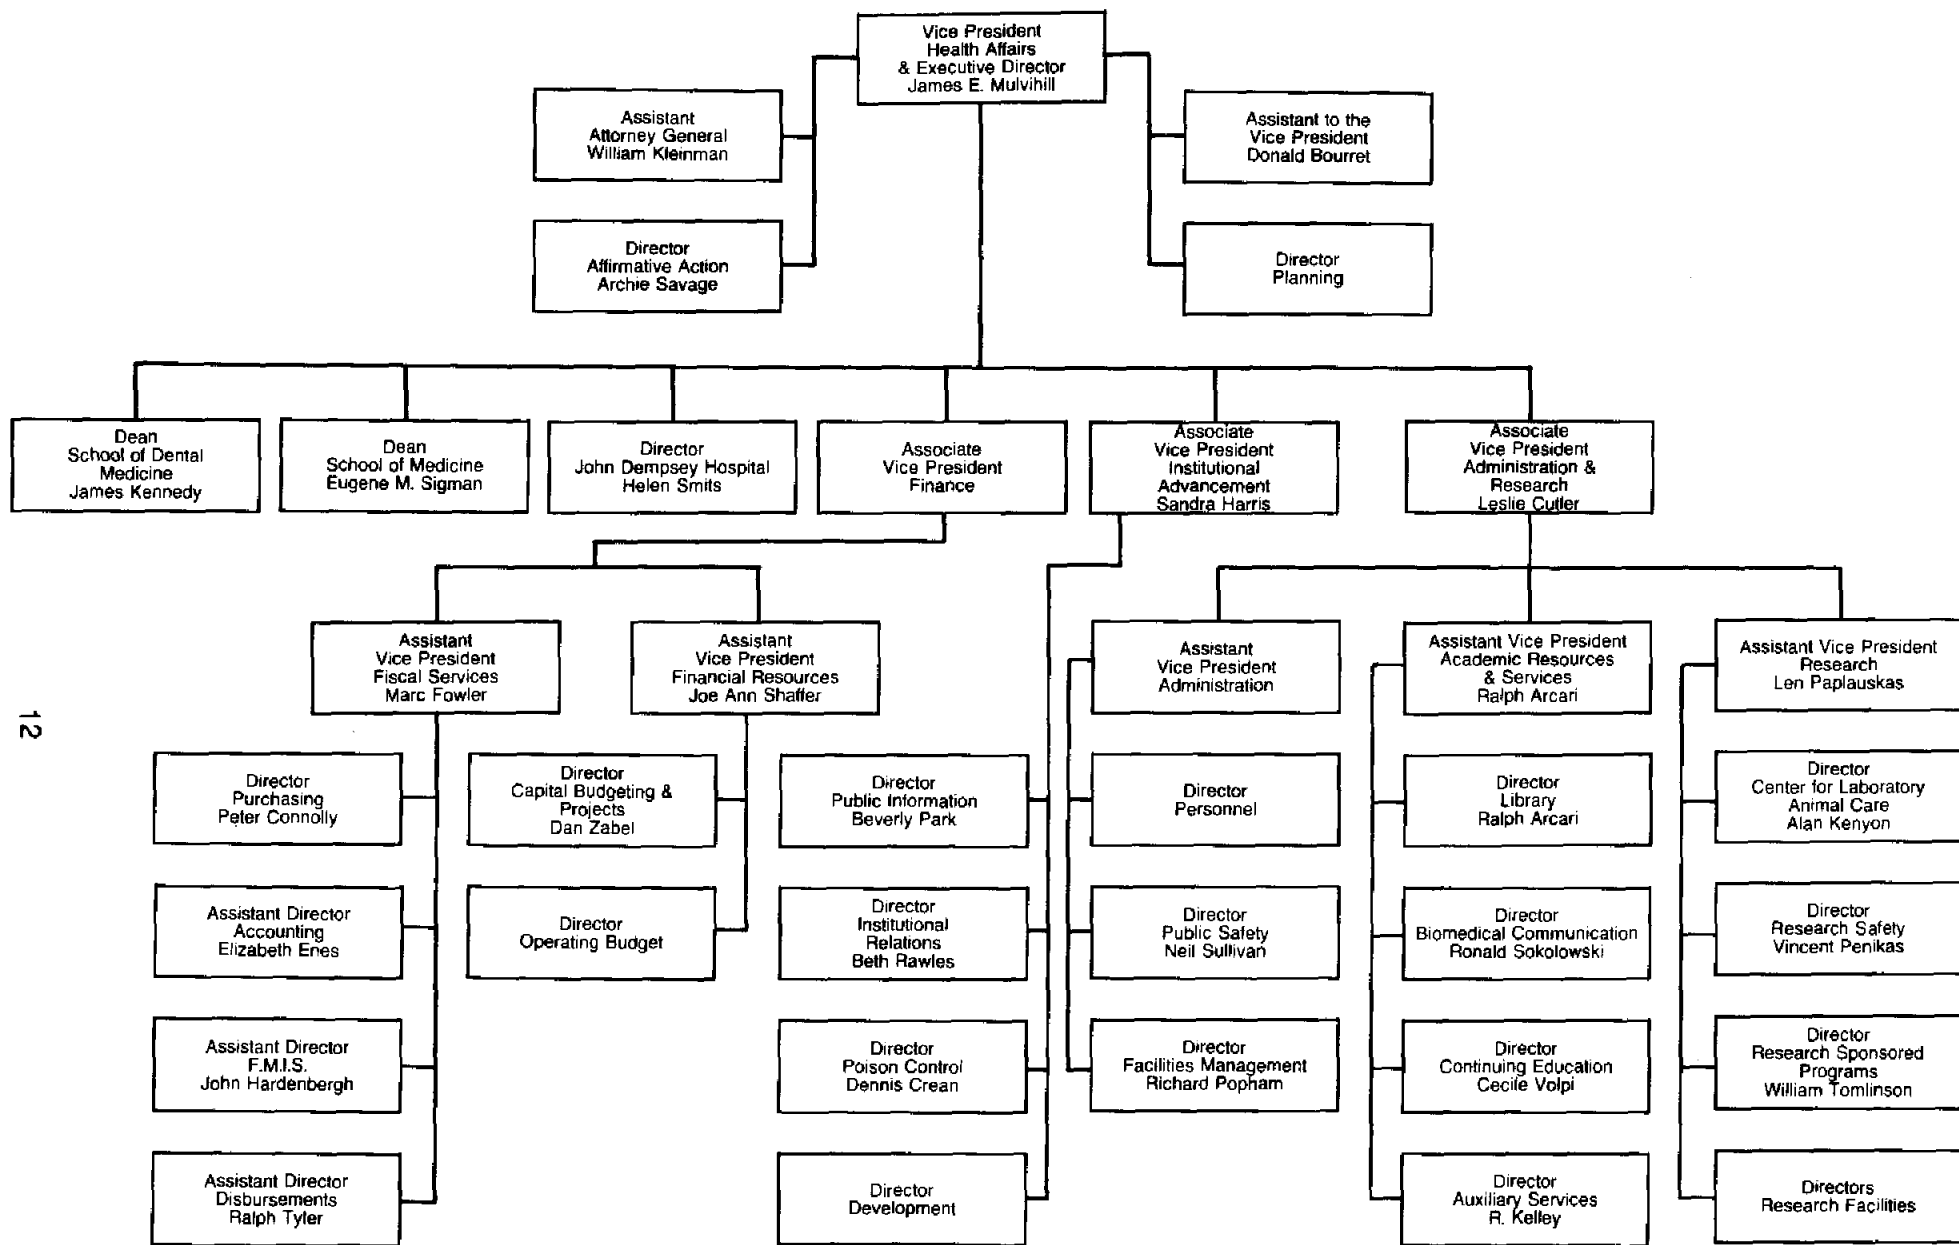 Vice President
Health Affairs
& Executive Director
James E. Mulvihill
Assistant
Attorney General
William Kleinman
Assistant to the
Vice President
Donald Bourret
Director
Affirmative Action
Archie Savage
Director
Planning
Dean
School of Dental
Medicine
James Kennedy
Dean
School of Medicine
Eugene M. Sigman
Director
John Dempsey Hospital
Helen Smits
Associate
Vice President
Finance
Associate
Vice President
Institutional
Advancement
Sandra Harris
Associate
Vice President
Administration &
Research
Leslie Cutler
Assistant
Vice President
Fiscal Services
Marc Fowler
Assistant
Vice President
Financial Resources
Joe Ann Shaffer
Assistant
Vice President
Administration
Assistant Vice President
Academic Resources
& Services
Ralph Arcari
Assistant Vice President
Research
Len Paplauskas
Director
Purchasing
Peter Connolly
Director
Capital Budgeting &
Projects
Dan Zabel
Director
Public Information
Beverly Park
Director
Personnel
Director
Library
Ralph Arcari
Director
Center for Laboratory
Animal Care
Alan Kenyon
Assistant Director
Accounting
Elizabeth Enes
Director
Operating Budget
Director
Institutional
Relations
Beth Rawles
Director
Public Safety
Neil Sullivan
Director
Biomedical Communication
Ronald Sokolowski
Director
Research Safety
Vincent Penikas
Assistant Director
F.M.I.S.
John Hardenbergh
Director
Poison Control
Dennis Crean
Director
Facilities Management
Richard Popham
Director
Continuing Education
Cecile Volpi
Director
Research Sponsored
Programs
William Tomlinson
Assistant Director
Disbursements
Ralph Tyler
Director
Development
Director
Auxiliary Services
R. Kelley
Directors
Research Facilities
12